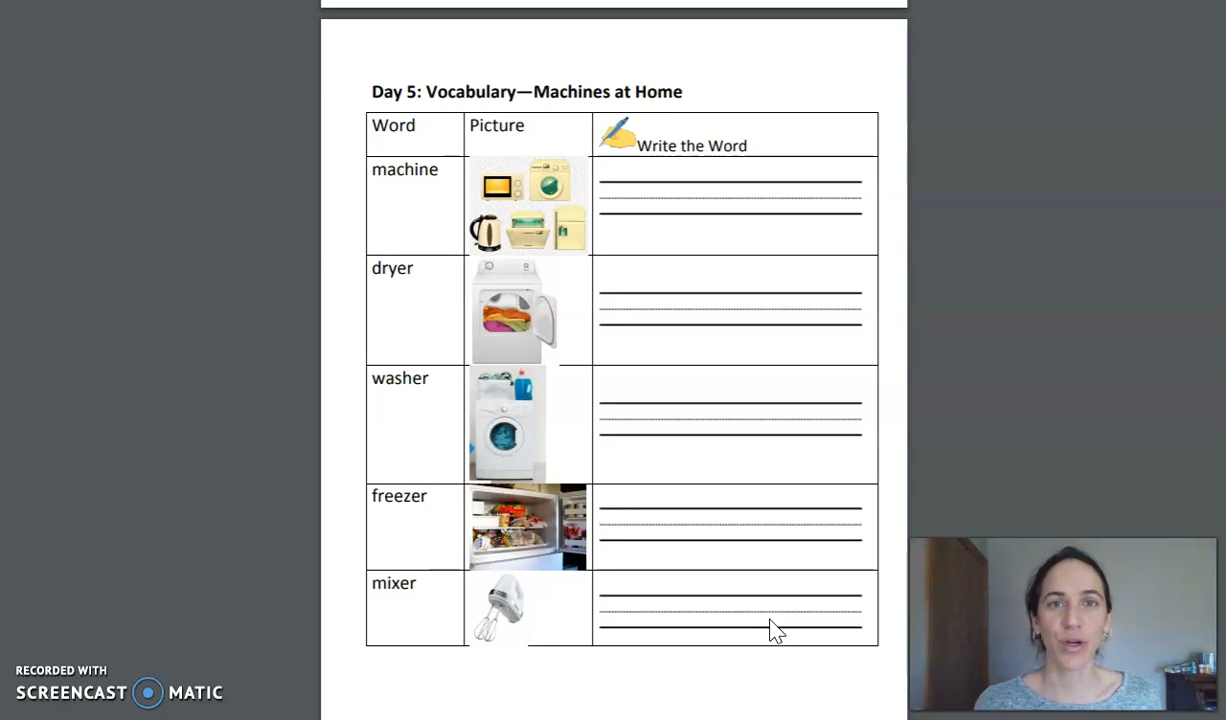 Day 5: Vocabulary—Machines at Home
Word Picture Write the Word
machine
dryer
washer
freezer
mixer
RECORDED WITH
SCREENCAST MATIC